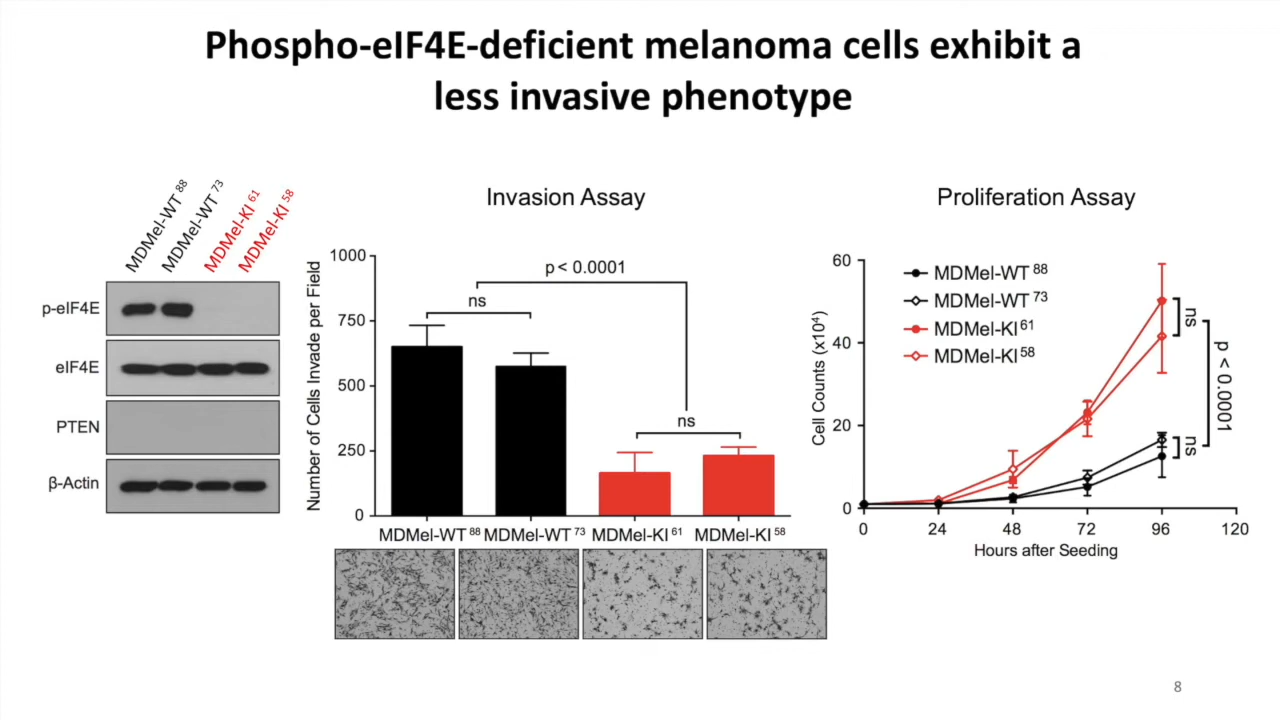 Phospho-eIF4E-deficient melanoma cells exhibit a
less invasive phenotype
MDMel-WT 88
MDMel-WT 73
MDMel-KI 61
MDMel-KI 58
p-eIF4E
eIF4E
PTEN
β-Actin
Invasion Assay
Number of Cells Invade per Field
1000
750
500
250
0
p < 0.0001
ns
ns
MDMel-WT 88 MDMel-WT 73 MDMel-KI 61 MDMel-KI 58
Proliferation Assay
Cell Counts (x10⁴)
60
40
20
0
MDMel-WT 88
MDMel-WT 73
MDMel-KI 61
MDMel-KI 58
ns
ns
p < 0.0001
0 24 48 72 96 120
Hours after Seeding
8